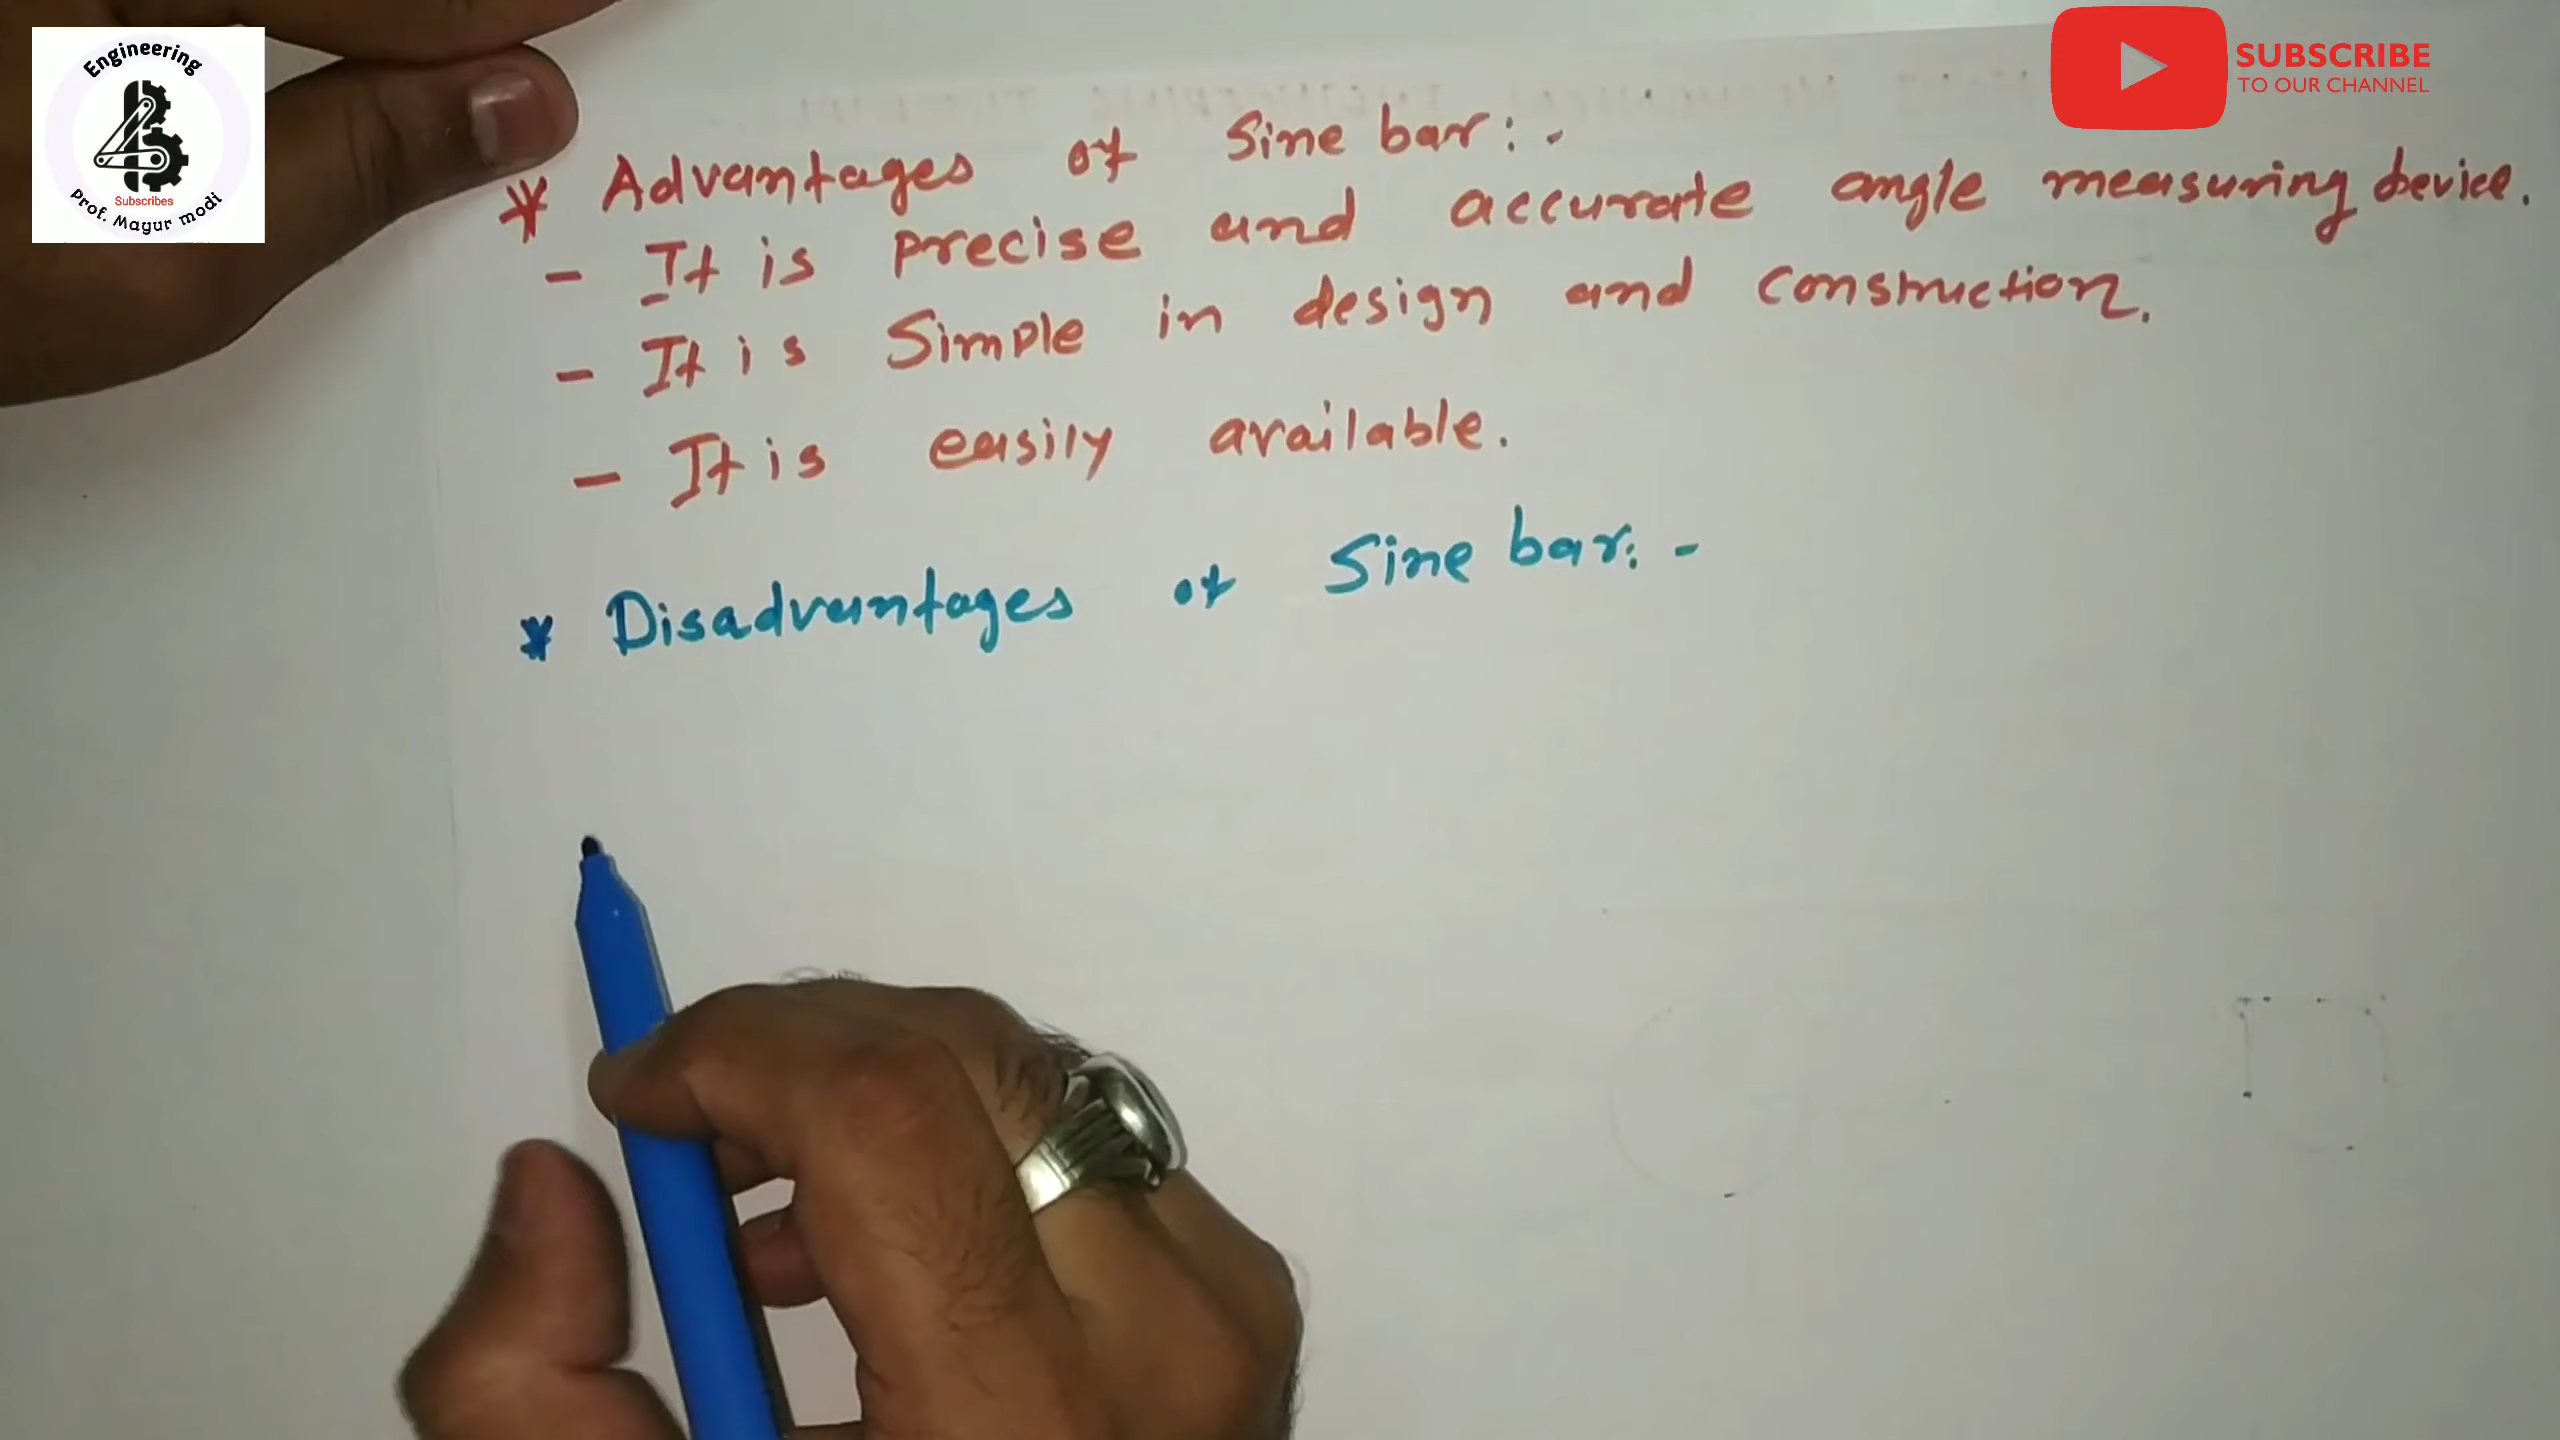 Engineering
Subscribes
Prof. Mayur modi
SUBSCRIBE
TO OUR CHANNEL
* Advantages of Sine bar:-
- It is precise and accurate angle measuring device.
- It is Simple in design and construction.
- It is easily available.
* Disadvantages of Sine bar:-